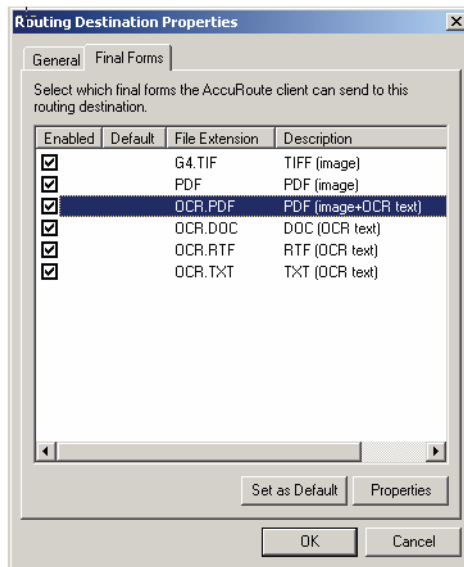 Routing Destination Properties
General Final Forms
Select which final forms the AccuRoute client can send to this
routing destination.
Enabled Default File Extension Description
G4.TIF TIFF (image)
PDF PDF (image)
OCR.PDF PDF (image+OCR text)
OCR.DOC DOC (OCR text)
OCR.RTF RTF (OCR text)
OCR.TXT TXT (OCR text)
Set as Default Properties
OK Cancel